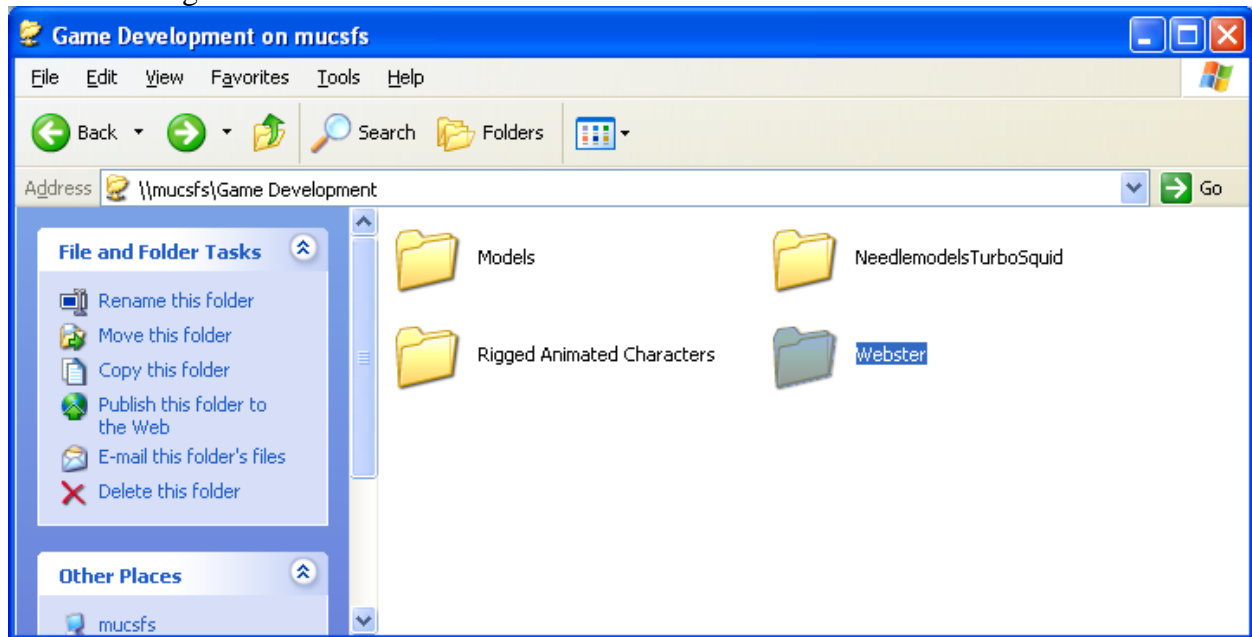 Game Development on mucsfs
File Edit View Favorites Tools Help
Back Search Folders
Address \\mucsfs\Game Development Go
File and Folder Tasks
Rename this folder
Move this folder
Copy this folder
Publish this folder to
the Web
E-mail this folder's files
Delete this folder
Other Places
mucsfs
Models
NeedlemodelsTurboSquid
Rigged Animated Characters
Webster